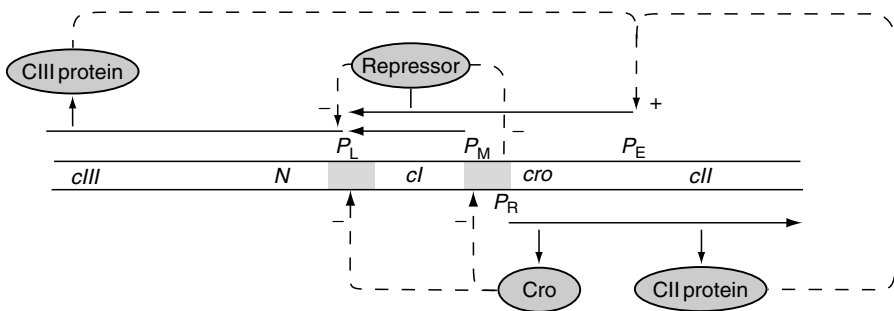 CIII protein
Repressor
− + −
P_L P_M P_E
cIII N cI cro cII
P_R
− −
Cro CII protein